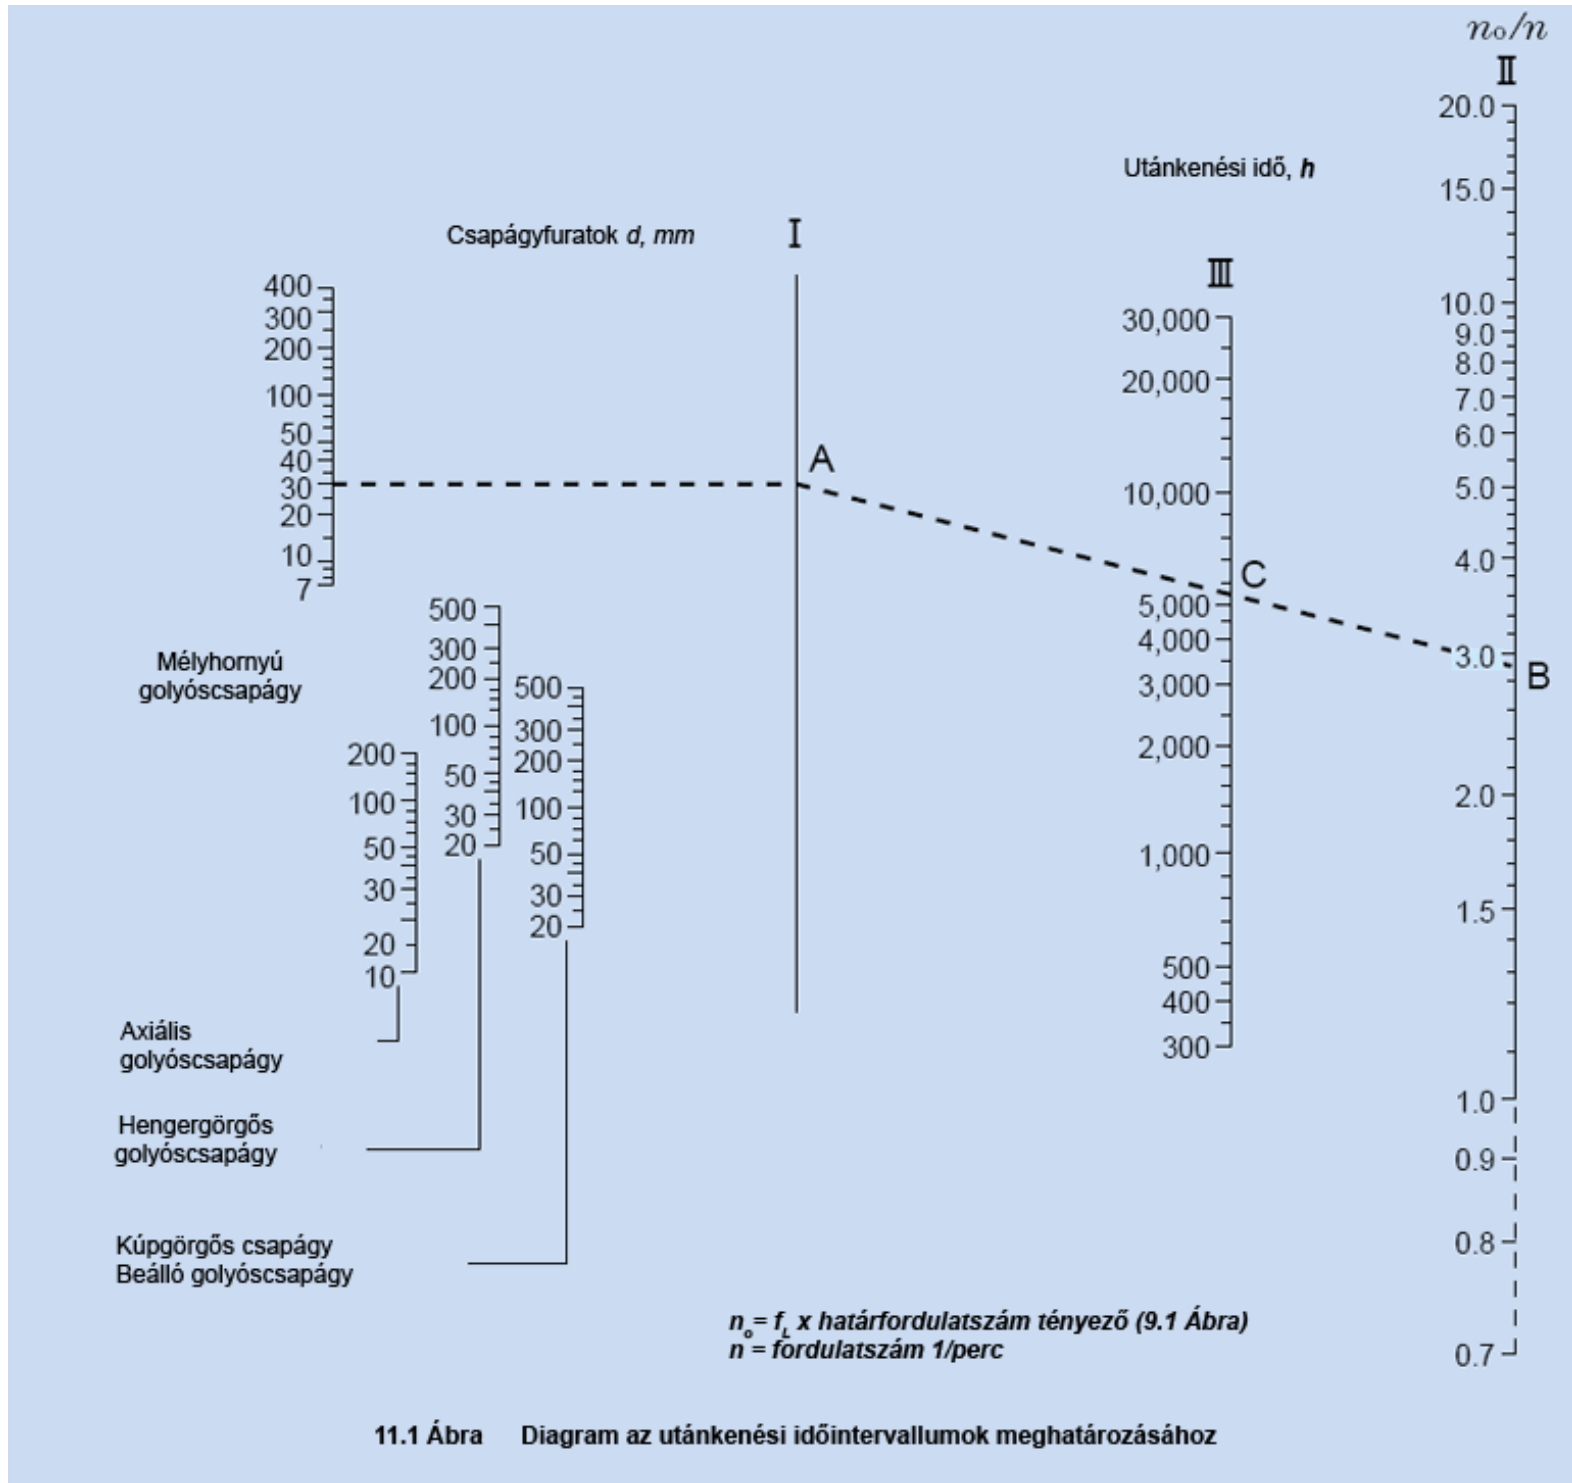 n₀/n
II
20.0
15.0
10.0
9.0
8.0
7.0
6.0
5.0
4.0
3.0
2.0
1.5
1.0
0.9
0.8
0.7
B
Utánkenési idő, h
III
30,000
20,000
10,000
5,000
4,000
3,000
2,000
1,000
500
400
300
C
Csapágyfuratok d, mm
I
A
400
300
200
100
50
40
30
20
10
7
Mélyhornyú
golyóscsapágy
500
300
200
100
50
30
20
500
300
200
100
50
30
20
200
100
50
30
20
10
Axiális
golyóscsapágy
Hengergörgős
golyóscsapágy
Kúpgörgős csapágy
Beálló golyóscsapágy
n₀= f_L x határfordulatszám tényező (9.1 Ábra)
n = fordulatszám 1/perc
11.1 Ábra Diagram az utánkenési időintervallumok meghatározásához